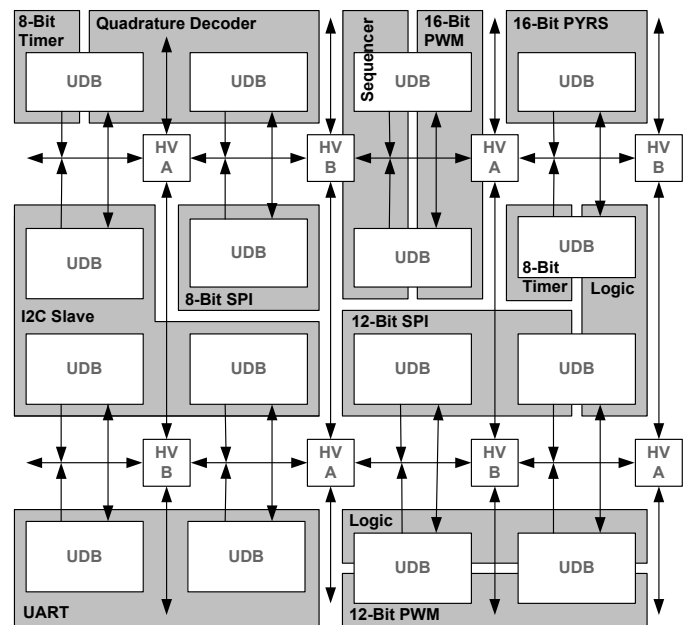 8-Bit
Timer
Quadrature Decoder
Sequencer
16-Bit
PWM
16-Bit PYRS
UDB
UDB
UDB
UDB
HV
A
HV
B
HV
A
HV
B
UDB
UDB
UDB
UDB
8-Bit SPI
8-Bit
Timer
Logic
I2C Slave
12-Bit SPI
UDB
UDB
UDB
UDB
HV
B
HV
A
HV
B
HV
A
Logic
UDB
UDB
UDB
UDB
UART
12-Bit PWM